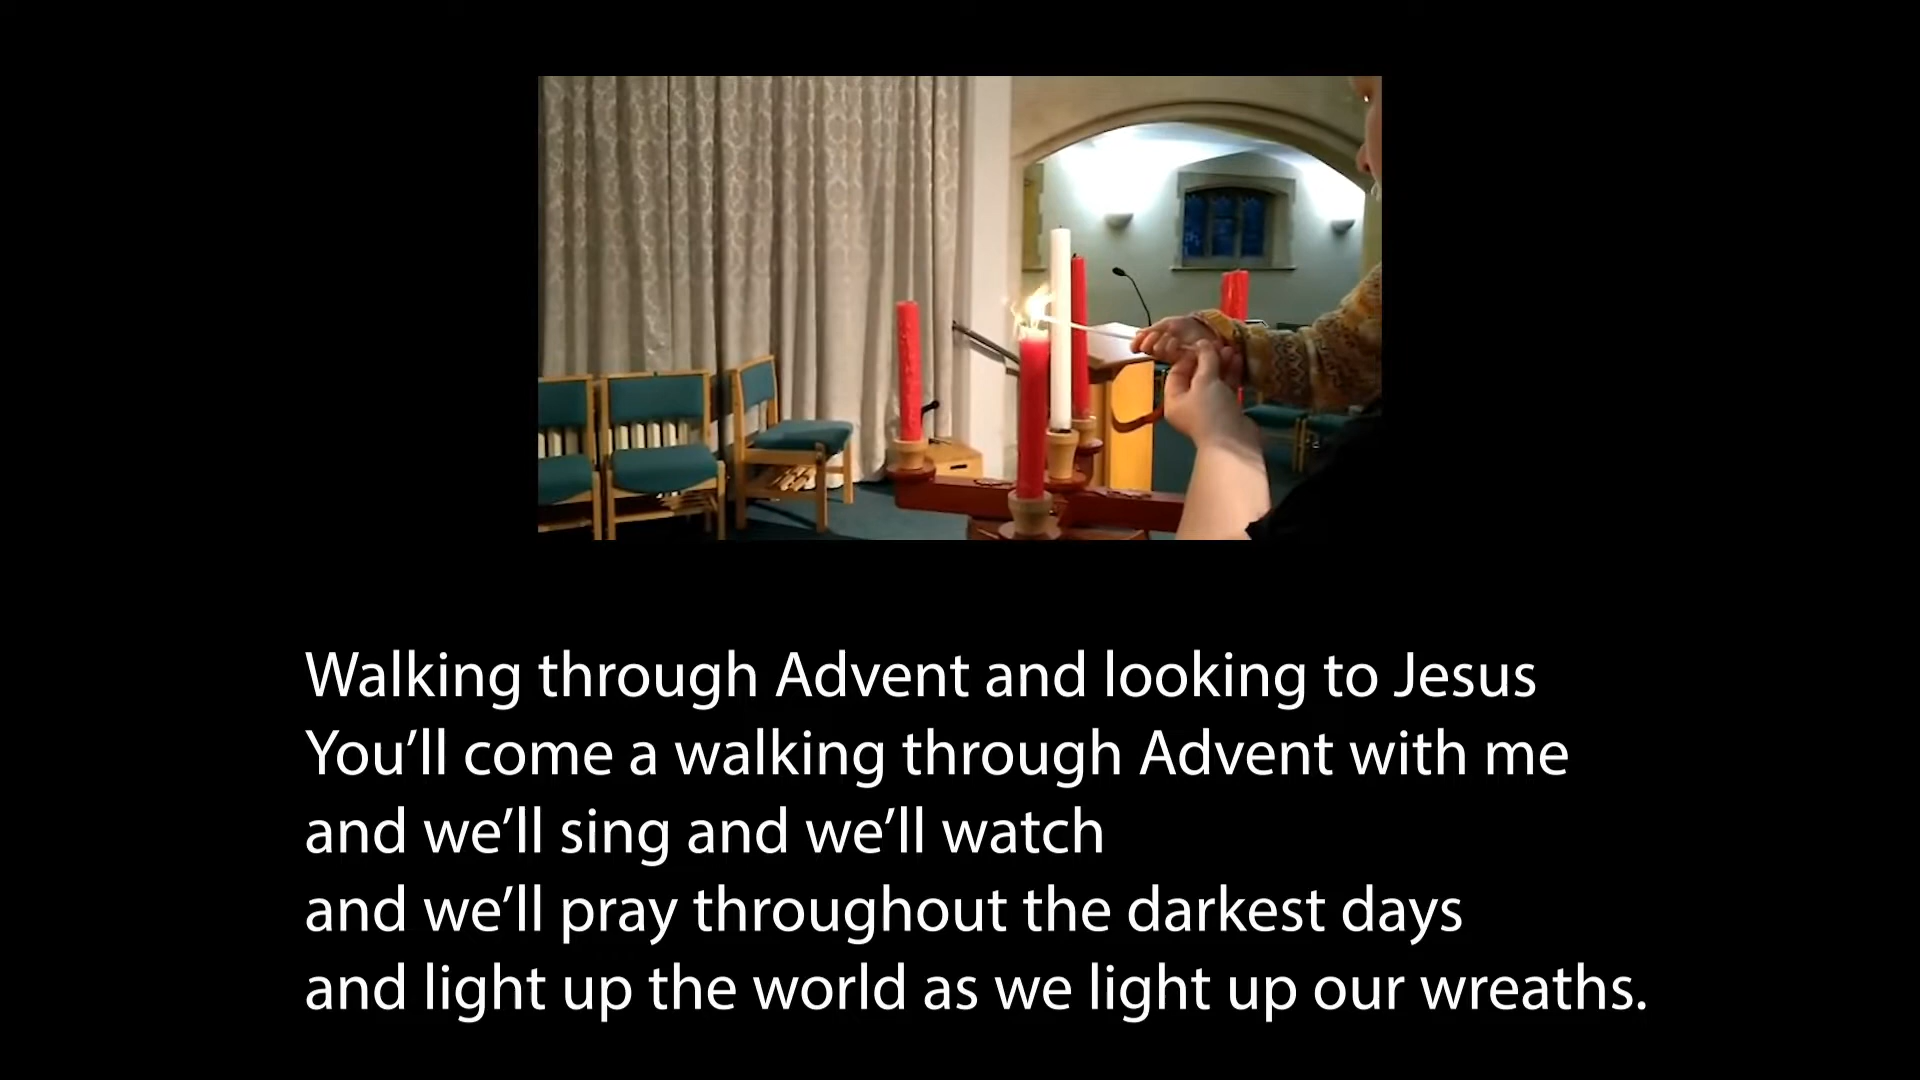 Walking through Advent and looking to Jesus
You’ll come a walking through Advent with me
and we’ll sing and we’ll watch
and we’ll pray throughout the darkest days
and light up the world as we light up our wreaths.